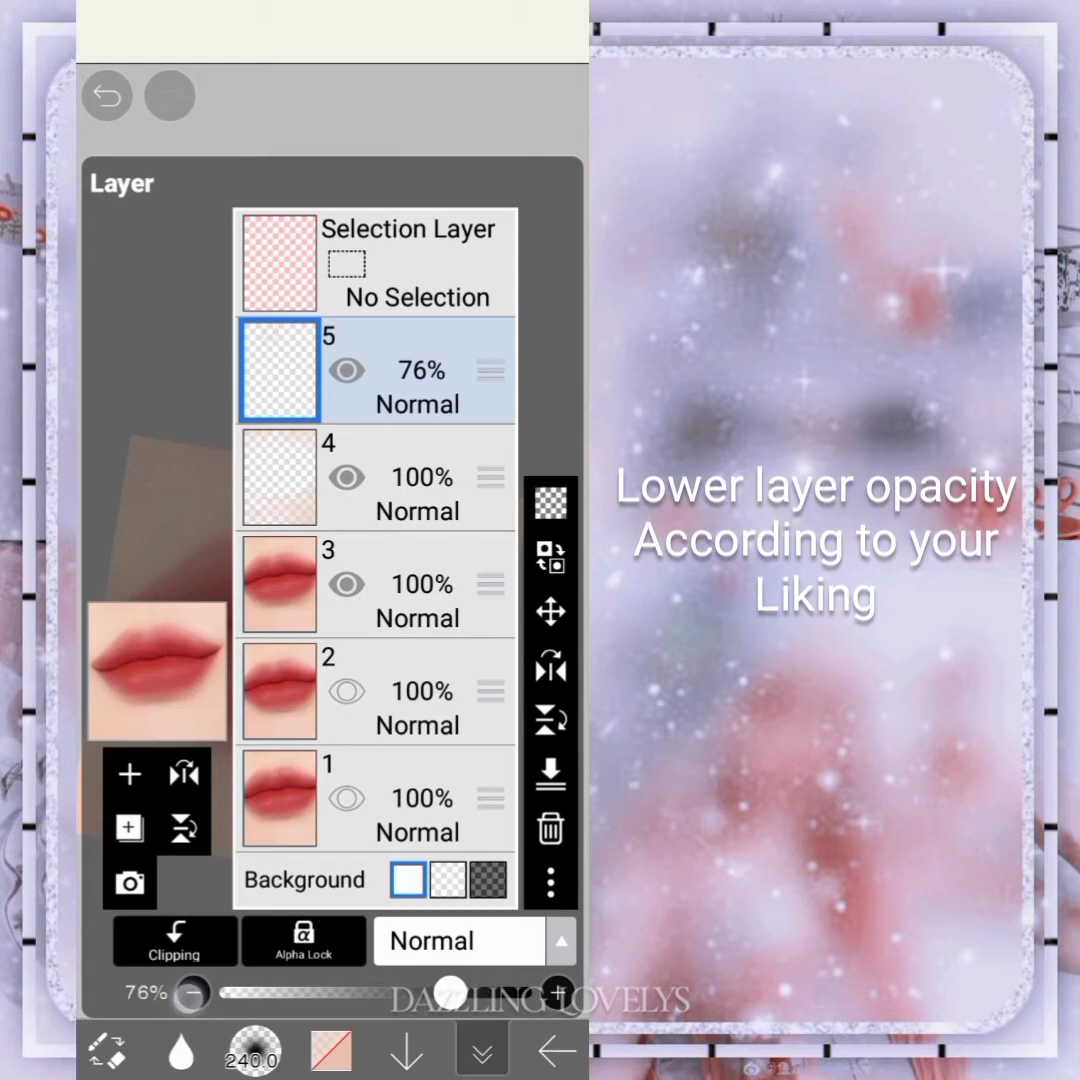 Layer
Selection Layer
No Selection
5
76%
Normal
4
100%
Normal
3
100%
Normal
2
100%
Normal
1
100%
Normal
Background
Clipping
α
Alpha Lock
Normal
76%
240.0
Lower layer opacity
According to your
Liking
DAZZLING LOVELYS